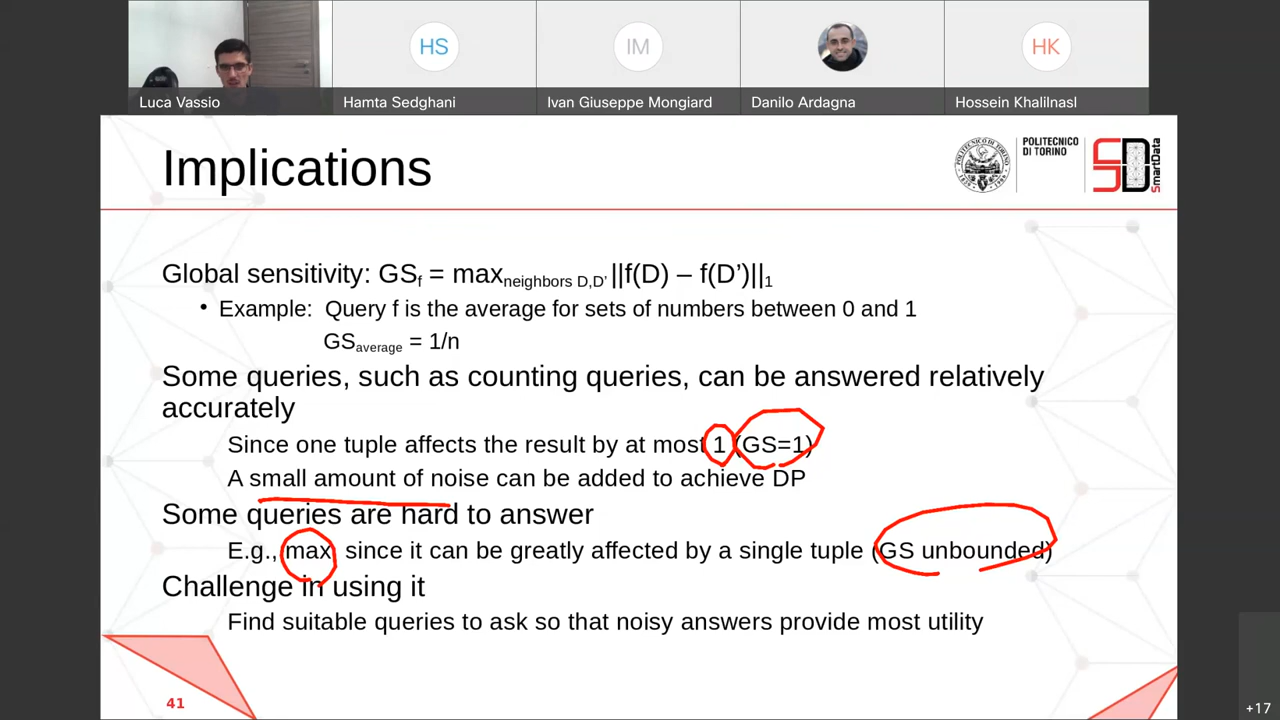 HS
IM
HK
Luca Vassio
Hamta Sedghani
Ivan Giuseppe Mongiard
Danilo Ardagna
Hossein Khalilnasl
Implications
POLITECNICO
DI TORINO
SmartData
Global sensitivity: GSf = maxneighbors D,D' ||f(D) – f(D’)||1
• Example: Query f is the average for sets of numbers between 0 and 1
GSaverage = 1/n
Some queries, such as counting queries, can be answered relatively
accurately
Since one tuple affects the result by at most 1 (GS=1)
A small amount of noise can be added to achieve DP
Some queries are hard to answer
E.g., max, since it can be greatly affected by a single tuple (GS unbounded)
Challenge in using it
Find suitable queries to ask so that noisy answers provide most utility
41
+17